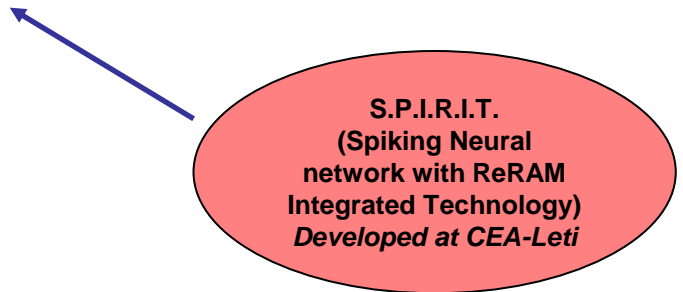 S.P.I.R.I.T.
(Spiking Neural
network with ReRAM
Integrated Technology)
Developed at CEA-Leti